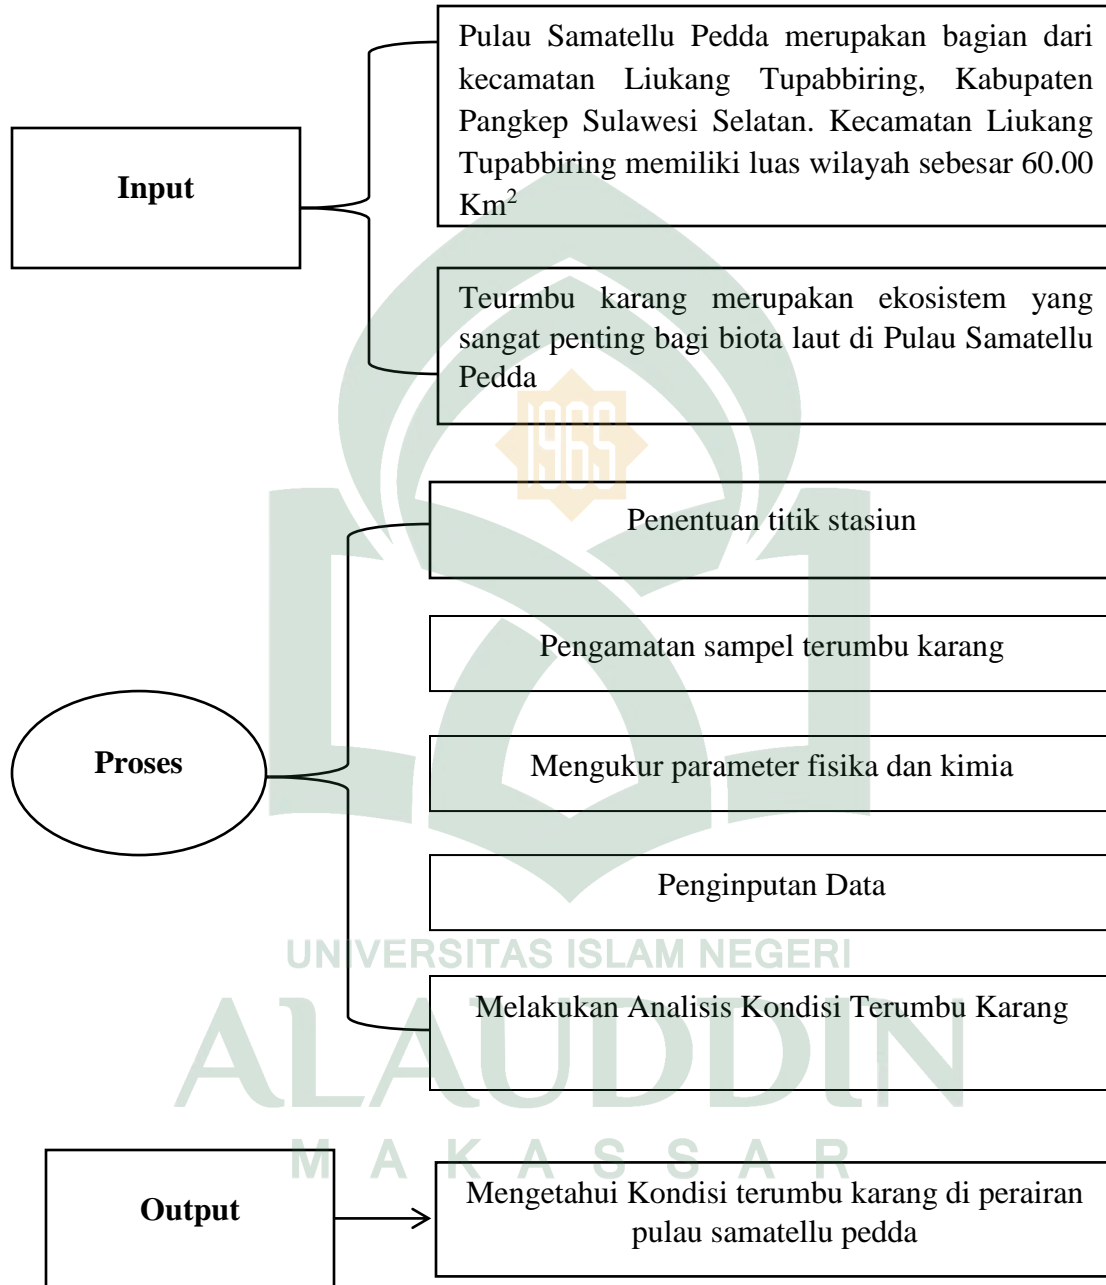 Pulau Samatellu Pedda merupakan bagian dari
kecamatan Liukang Tupabbiring, Kabupaten
Pangkep Sulawesi Selatan. Kecamatan Liukang
Tupabbiring memiliki luas wilayah sebesar 60.00
Km²
Input
Teurmbu karang merupakan ekosistem yang
sangat penting bagi biota laut di Pulau Samatellu
Pedda
1965
Penentuan titik stasiun
Pengamatan sampel terumbu karang
Proses
Mengukur parameter fisika dan kimia
Penginputan Data
UNIVERSITAS ISLAM NEGERI
Melakukan Analisis Kondisi Terumbu Karang
ALAUDDIN
MAKASSAR
Output
Mengetahui Kondisi terumbu karang di perairan
pulau samatellu pedda